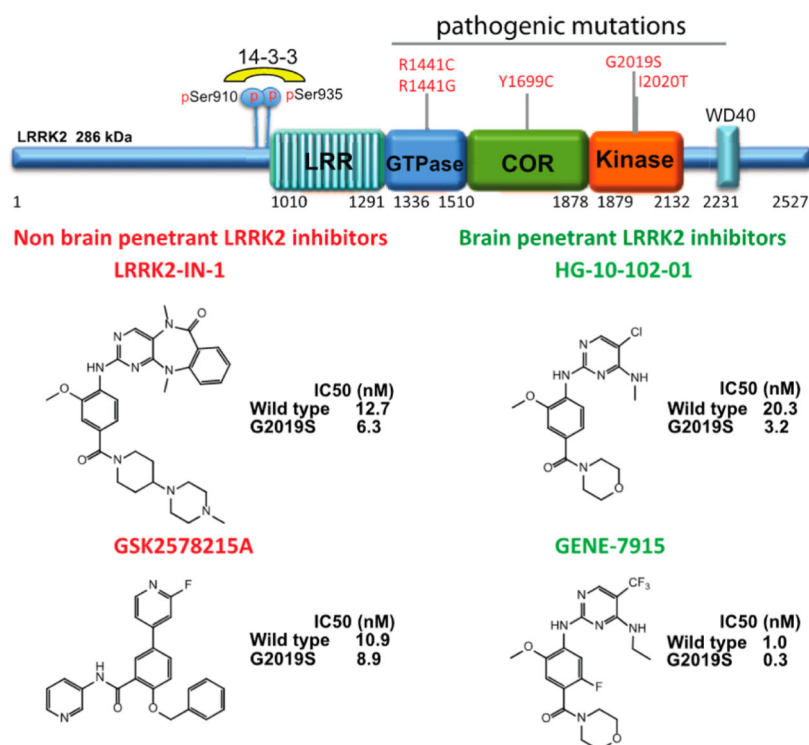 pathogenic mutations
14-3-3
R1441C
G2019S
pSer910
p
p
pSer935
R1441G
Y1699C
I2020T
WD40
LRRK2 286 kDa
LRR
GTPase
COR
Kinase
1
1010
1291
1336
1510
1878
1879
2132
2231
2527
Non brain penetrant LRRK2 inhibitors
Brain penetrant LRRK2 inhibitors
LRRK2-IN-1
HG-10-102-01
N
O
N
N
N
HN
O
O
N
N
N
IC50 (nM)
Wild type 12.7
G2019S 6.3
N
Cl
HN
N
NH
O
O
N
O
IC50 (nM)
Wild type 20.3
G2019S 3.2
GSK2578215A
GENE-7915
N
F
HN
N
O
O
IC50 (nM)
Wild type 10.9
G2019S 8.9
N
CF3
HN
N
NH
O
F
O
N
O
IC50 (nM)
Wild type 1.0
G2019S 0.3